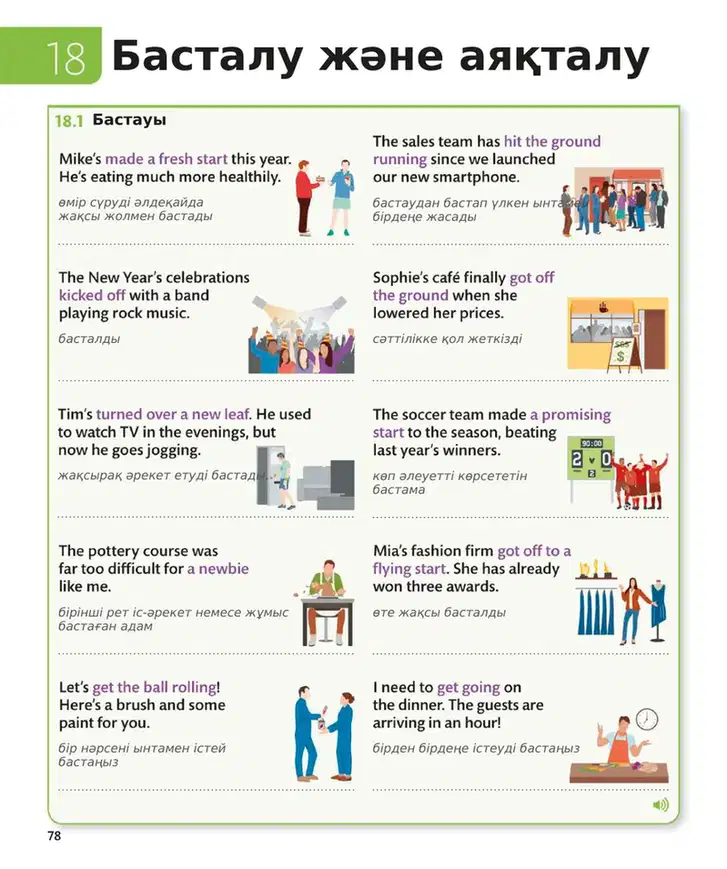 18 Басталу және аяқталу
18.1 Бастауы
Mike's made a fresh start this year.
He's eating much more healthily.
өмір сүруді әлдеқайда
жақсы жолмен бастады
The sales team has hit the ground
running since we launched
our new smartphone.
бастаудан бастап үлкен ынтамен
бірдеңе жасады
The New Year's celebrations
kicked off with a band
playing rock music.
басталды
Sophie's café finally got off
the ground when she
lowered her prices.
сәттілікке қол жеткізді
$6$
$
Tim's turned over a new leaf. He used
to watch TV in the evenings, but
now he goes jogging.
жақсырақ әрекет етуді бастады..
The soccer team made a promising
start to the season, beating
last year's winners.
көп әлеуетті көрсететін
бастама
90:00
2 v 0
2
The pottery course was
far too difficult for a newbie
like me.
бірінші рет іс-әрекет немесе жұмыс
бастаған адам
Mia's fashion firm got off to a
flying start. She has already
won three awards.
өте жақсы басталды
Let's get the ball rolling!
Here's a brush and some
paint for you.
бір нәрсені ынтамен істей
бастаңыз
I need to get going on
the dinner. The guests are
arriving in an hour!
бірден бірдеңе істеуді бастаңыз
78